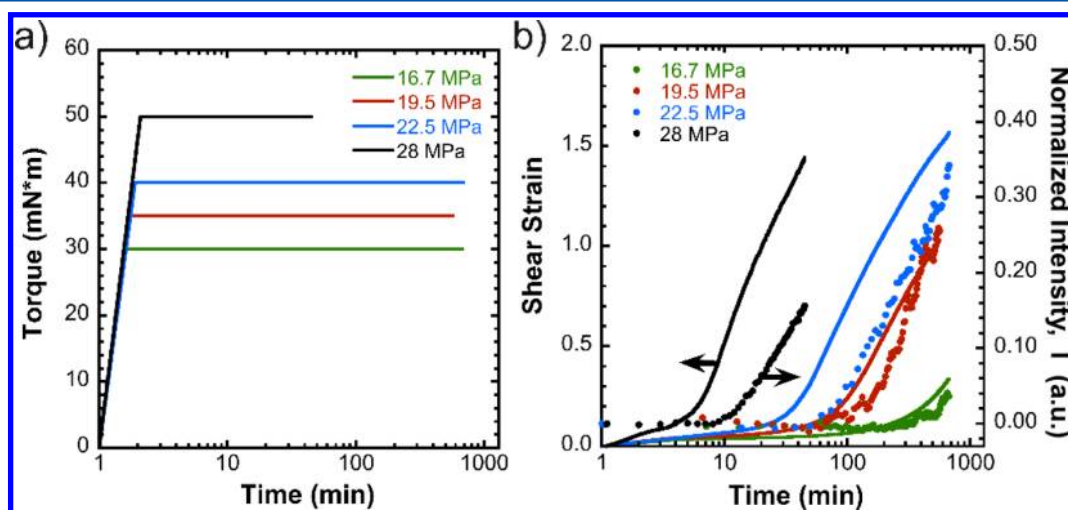 a)
60
50
40
30
20
10
0
Torque (mN*m)
16.7 MPa
19.5 MPa
22.5 MPa
28 MPa
1
10
100
1000
Time (min)
b)
2.0
1.5
1.0
0.5
0.0
Shear Strain
16.7 MPa
19.5 MPa
22.5 MPa
28 MPa
0.50
0.40
0.30
0.20
0.10
0.00
Normalized Intensity, I (a.u.)
1
10
100
1000
Time (min)